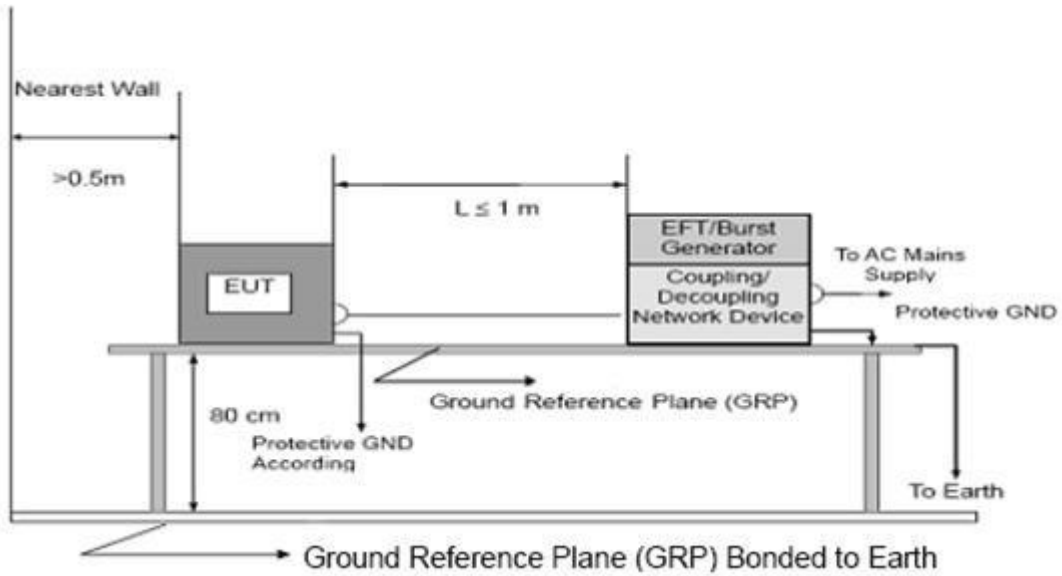 Nearest Wall
>0.5m
L ≤ 1 m
EUT
EFT/Burst
Generator
Coupling/
Decoupling
Network Device
To AC Mains
Supply
Protective GND
Ground Reference Plane (GRP)
80 cm
Protective GND
According
To Earth
Ground Reference Plane (GRP) Bonded to Earth